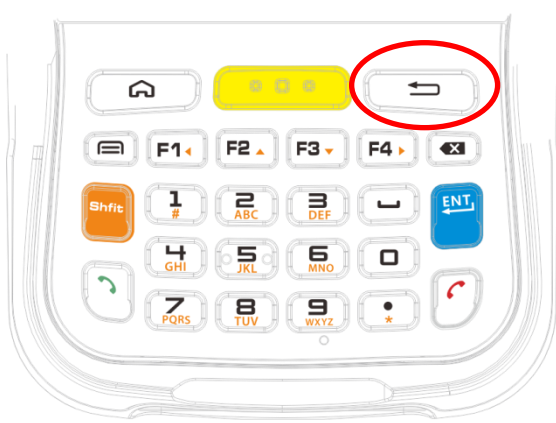 F1 F2 F3 F4
Shfit 1 # 2 ABC 3 DEF ENT
4 GHI 5 JKL 6 MNO 0
7 PQRS 8 TUV 9 WXYZ . *